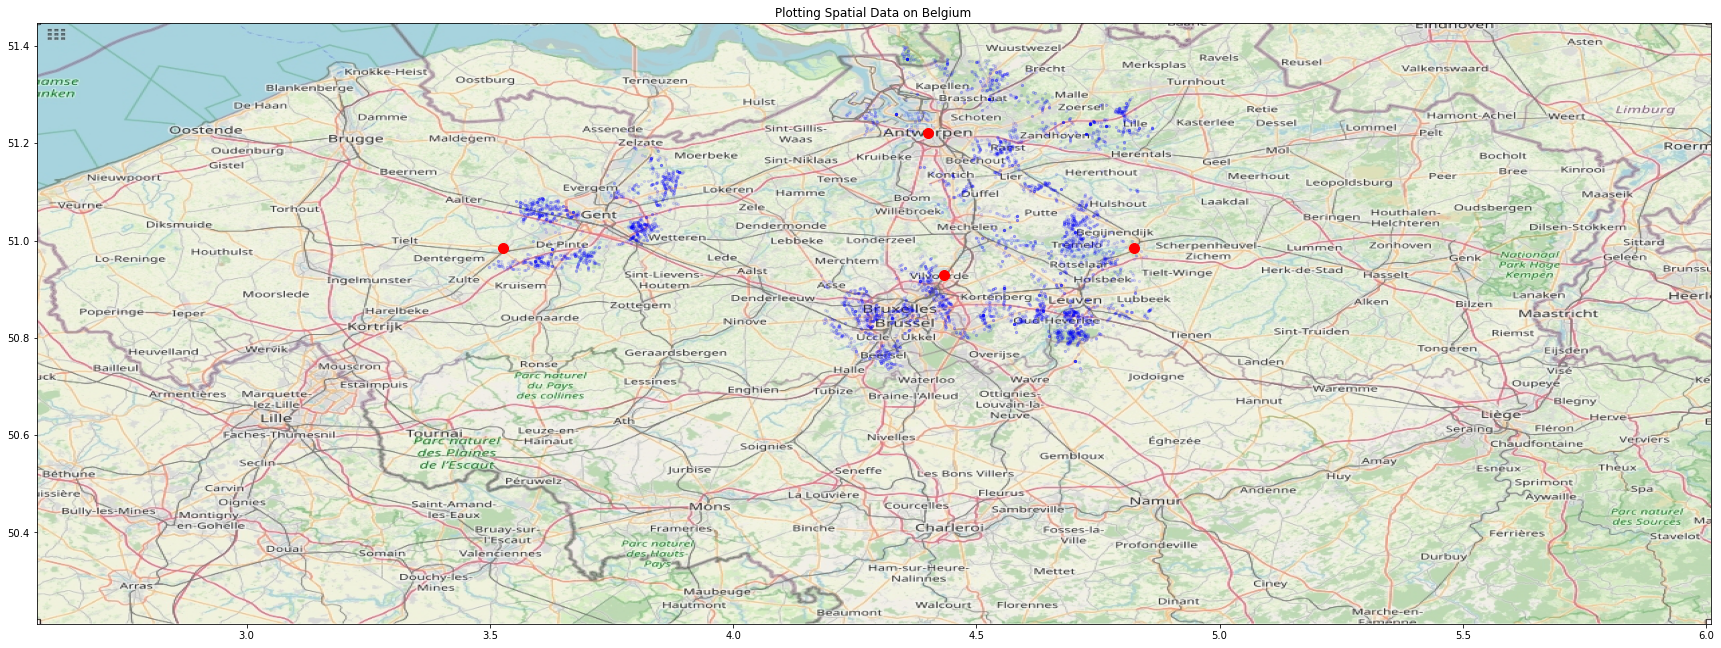 Plotting Spatial Data on Belgium
51.4
51.2
51.0
50.8
50.6
50.4
3.0
3.5
4.0
4.5
5.0
5.5
6.0
Eindhoven
Wuustwezel
Asten
Ravels
Merksplas
Reusel
Valkenswaard
Brecht
Knokke-Heist
Oostburg
Terneuzen
Turnhout
Blankenberge
Kapellen
Malle
De Haan
Hulst
Brasschaat
Zoersel
Retie
Limburg
Damme
Schoten
Lille
Kasterlee
Dessel
Lommel
Hamont-Achel
Weert
Oostende
Assenede
Sint-Gillis-
Waas
Antwerpen
Pelt
Brugge
Maldegem
Zelzate
Zandhoven
Oudenburg
Moerbeke
Kruibeke
Ranst
Herentals
Mol
Bocholt
Gistel
Sint-Niklaas
Boechout
Geel
Bree
Kinrooi
Beernem
Temse
Kontich
Lier
Herenthout
Meerhout
Peer
Nieuwpoort
Evergem
Lokeren
Hamme
Duffel
Leopoldsburg
Maaseik
Veurne
Torhout
Aalter
Zele
Boom
Willebroek
Putte
Hulshout
Laakdal
Beringen
Houthalen-
Helchteren
Oudsbergen
Dilsen-Stokkem
Diksmuide
Gent
Dendermonde
Mechelen
Begijnendijk
Tielt
De Pinte
Wetteren
Lebbeke
Londerzeel
Tremelo
Scherpenheuvel-
Zichem
Lummen
Zonhoven
Sittard
Houthulst
Lo-Reninge
Dentergem
Lede
Merchtem
Rotselaar
Genk
Nationaal
Park Hoge
Kempen
Geleen
Ingelmunster
Zulte
Kruisem
Sint-Lievens-
Houtem
Aalst
Asse
Vilvoorde
Holsbeek
Tielt-Winge
Herk-de-Stad
Hasselt
Moorslede
Zottegem
Denderleeuw
Kortenberg
Leuven
Lubbeek
Alken
Bilzen
Lanaken
Poperinge
Ieper
Harelbeke
Oudenaarde
Ninove
Bruxelles
Brussel
Oud-Heverlee
Maastricht
Kortrijk
Uccle - Ukkel
Tienen
Sint-Truiden
Riemst
Heuvelland
Wervik
Geraardsbergen
Beersel
Overijse
Tongeren
Eijsden
Bailleul
Mouscron
Ronse
Halle
Landen
Visé
Estaimpuis
Parc naturel
du Pays
des collines
Lessines
Enghien
Tubize
Waterloo
Wavre
Jodoigne
Waremme
Oupeye
Armentières
Marquette-
lez-Lille
Braine-l'Alleud
Ottignies-
Louvain-la-
Neuve
Hannut
Blegny
Lille
Ath
Liège
Herve
Faches-Thumesnil
Tournai
Leuze-en-
Hainaut
Nivelles
Éghezée
Seraing
Fléron
Verviers
Parc naturel
des Plaines
de l'Escaut
Soignies
Chaudfontaine
Seclin
Gembloux
Amay
Béthune
Jurbise
Seneffe
Les Bons Villers
Huy
Esneux
Theux
Péruwelz
Sprimont
Carvin
La Louvière
Fleurus
Andenne
Spa
Oignies
Saint-Amand-
les-Eaux
Mons
Courcelles
Sambreville
Namur
Aywaille
Bully-les-Mines
Montigny-
en-Gohelle
Frameries
Binche
Charleroi
Fosses-la-
Ville
Parc naturel
des Sources
Bruay-sur-
l'Escaut
Ferrières
Stavelot
Douai
Somain
Valenciennes
Parc naturel
des Hauts
Pays
Profondeville
Durbuy
Arras
Douchy-les-
Mines
Ham-sur-Heure-
Nalinnes
Mettet
Ciney
Maubeuge
Hautmont
Beaumont
Walcourt
Florennes
Dinant
Marche-en-